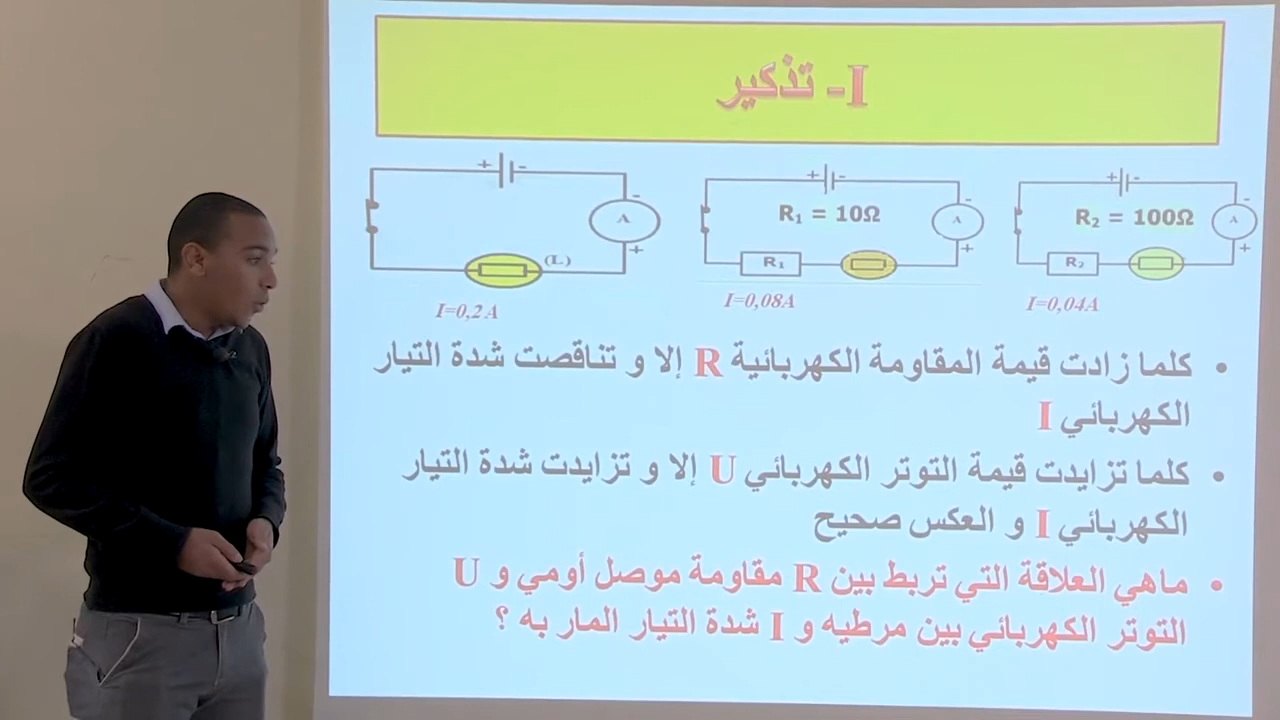 I- تذكير
+ -
A
-
+
(L)
I=0,2 A
+ -
R₁ = 10Ω
A
-
+
R₁
I=0,08A
+ -
R₂ = 100Ω
A
-
+
R₂
I=0,04A
• كلما زادت قيمة المقاومة الكهربائية R إلا و تناقصت شدة التيار
الكهربائي I
• كلما تزايدت قيمة التوتر الكهربائي U إلا و تزايدت شدة التيار
الكهربائي I و العكس صحيح
• ماهي العلاقة التي تربط بين R مقاومة موصل أومي و U
التوتر الكهربائي بين مرطيه و I شدة التيار المار به ؟